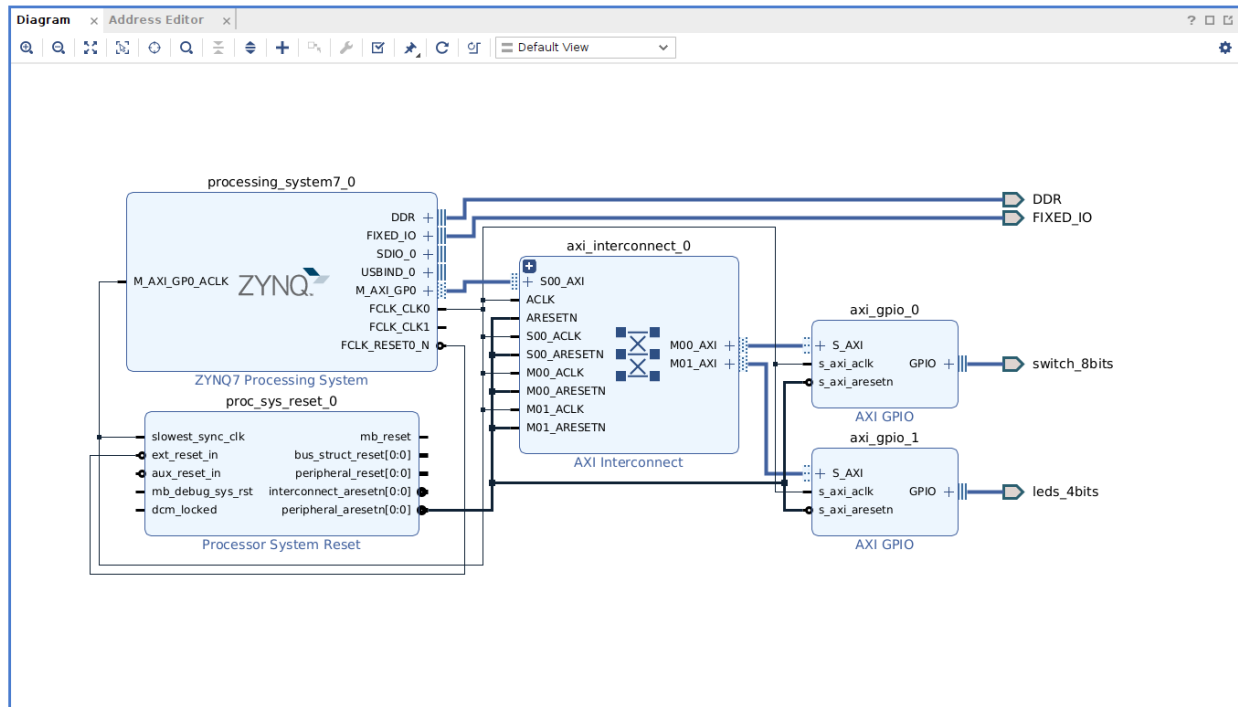 Diagram × Address Editor ×
Default View
processing_system7_0
DDR
FIXED_IO
SDIO_0
USBIND_0
M_AXI_GP0_ACLK
ZYNQ
M_AXI_GP0
FCLK_CLK0
FCLK_CLK1
FCLK_RESET0_N
ZYNQ7 Processing System
proc_sys_reset_0
slowest_sync_clk mb_reset
ext_reset_in bus_struct_reset[0:0]
aux_reset_in peripheral_reset[0:0]
mb_debug_sys_rst interconnect_aresetn[0:0]
dcm_locked peripheral_aresetn[0:0]
Processor System Reset
axi_interconnect_0
S00_AXI
ACLK
ARESETN
S00_ACLK
S00_ARESETN
M00_ACLK
M00_ARESETN
M01_ACLK
M01_ARESETN
M00_AXI
M01_AXI
AXI Interconnect
axi_gpio_0
S_AXI
s_axi_aclk GPIO
s_axi_aresetn
AXI GPIO
axi_gpio_1
S_AXI
s_axi_aclk GPIO
s_axi_aresetn
AXI GPIO
DDR
FIXED_IO
switch_8bits
leds_4bits